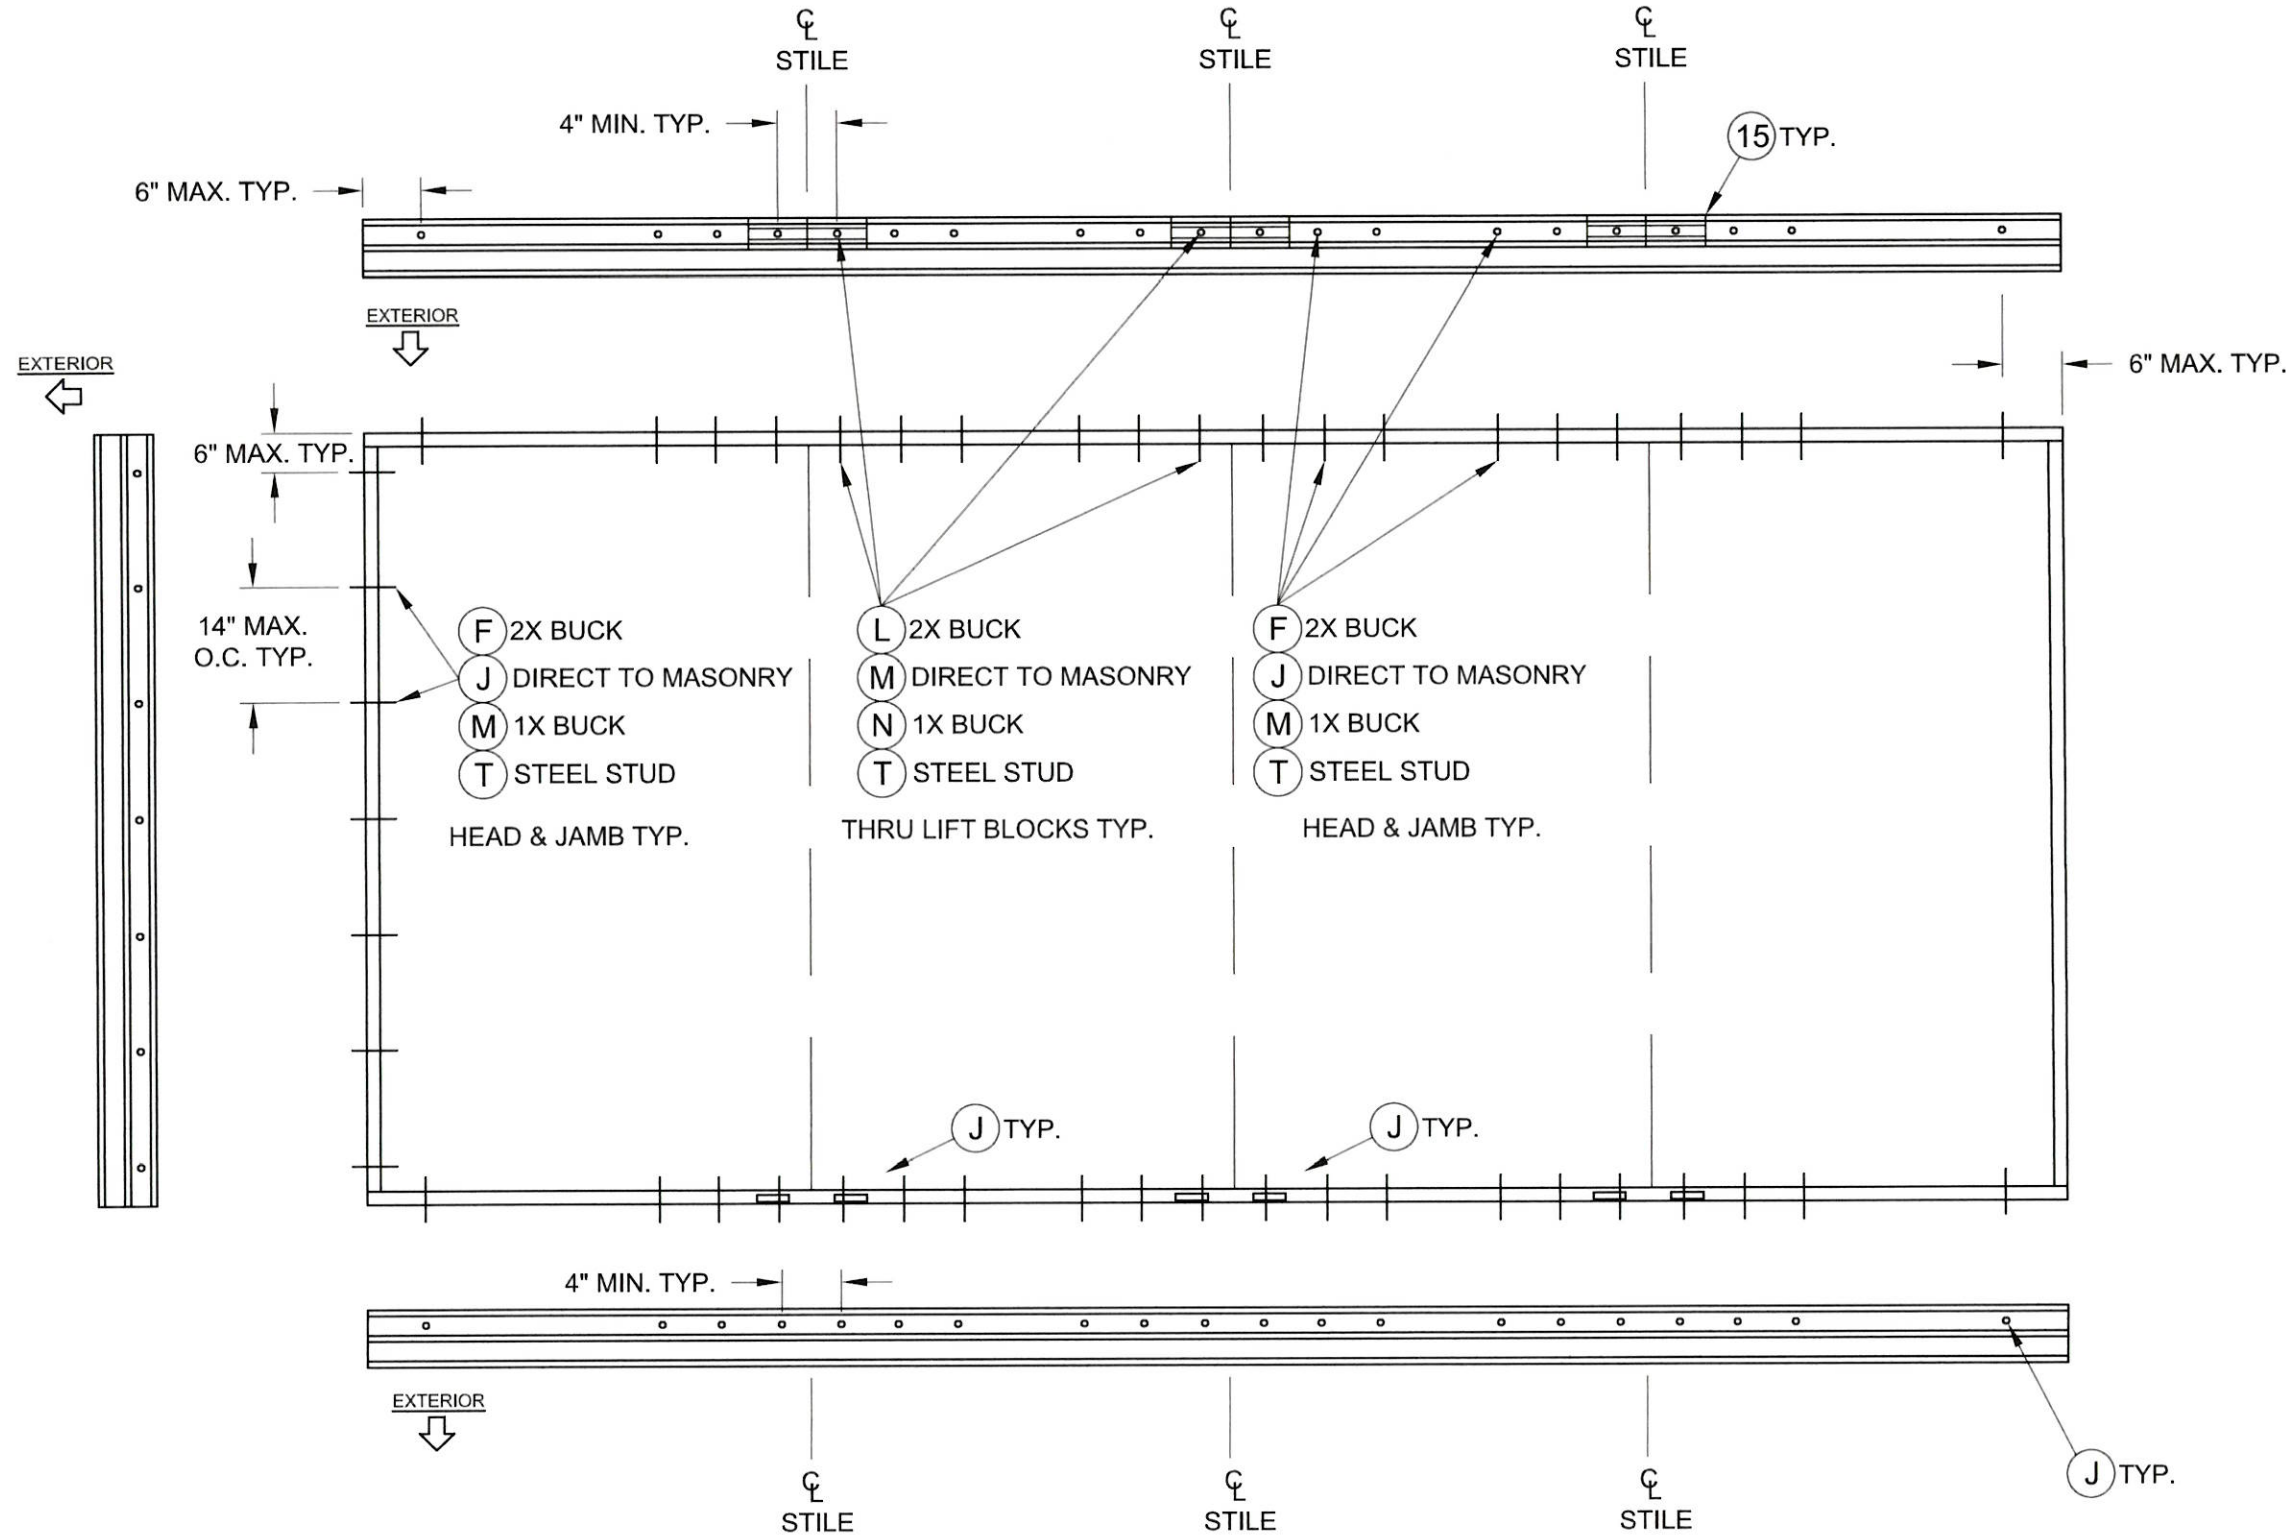 ℄
STILE
℄
STILE
℄
STILE
4" MIN. TYP.
15 TYP.
6" MAX. TYP.
EXTERIOR
EXTERIOR
6" MAX. TYP.
6" MAX. TYP.
14" MAX.
O.C. TYP.
F 2X BUCK
J DIRECT TO MASONRY
M 1X BUCK
T STEEL STUD
HEAD & JAMB TYP.
L 2X BUCK
M DIRECT TO MASONRY
N 1X BUCK
T STEEL STUD
THRU LIFT BLOCKS TYP.
F 2X BUCK
J DIRECT TO MASONRY
M 1X BUCK
T STEEL STUD
HEAD & JAMB TYP.
J TYP.
J TYP.
4" MIN. TYP.
EXTERIOR
J TYP.
℄
STILE
℄
STILE
℄
STILE